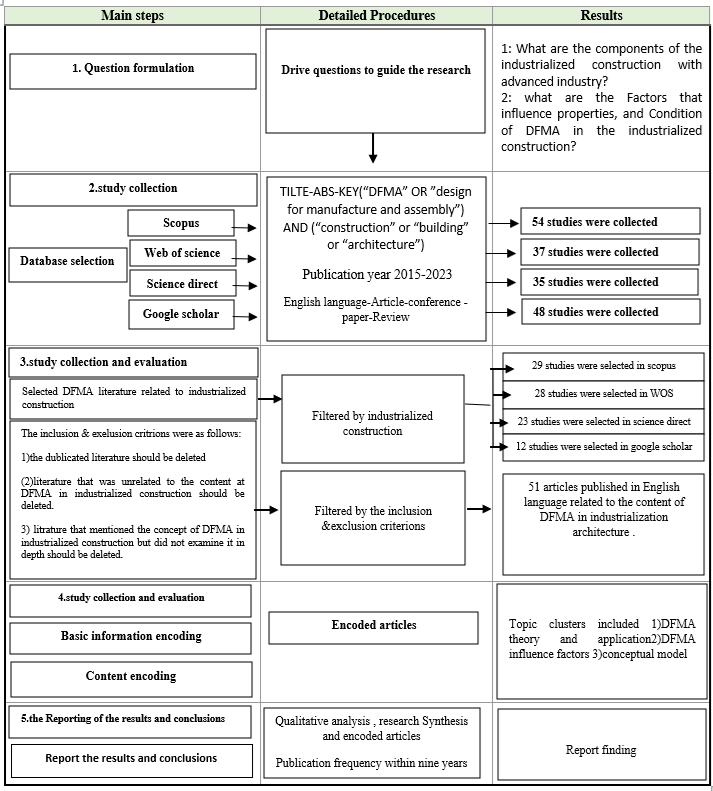 Main steps
Detailed Procedures
Results
1. Question formulation
Drive questions to guide the research
1: What are the components of the
industrialized construction with
advanced industry?
2: what are the Factors that
influence properties, and Condition
of DFMA in the industrialized
construction?
2.study collection
Database selection
Scopus
Web of science
Science direct
Google scholar
TILTE-ABS-KEY(“DFMA” OR ”design
for manufacture and assembly”)
AND (“construction” or “building”
or “architecture”)
Publication year 2015-2023
English language-Article-conference -
paper-Review
54 studies were collected
37 studies were collected
35 studies were collected
48 studies were collected
3.study collection and evaluation
Selected DFMA literature related to industrialized
construction
The inclusion & exelusion critrions were as follows:
1)the dublicated literature should be deleted
(2)literature that was unrelated to the content at
DFMA in industrialized construction should be
deleted.
3) litrature that mentioned the concept of DFMA in
industrialized construction but did not examine it in
depth should be deleted.
Filtered by industrialized
construction
Filtered by the inclusion
&exclusion criterions
29 studies were selected in scopus
28 studies were selected in WOS
23 studies were selected in science direct
12 studies were selected in google scholar
51 articles published in English
language related to the content of
DFMA in industrialization
architecture .
4.study collection and evaluation
Basic information encoding
Content encoding
Encoded articles
Topic clusters included 1)DFMA
theory and application2)DFMA
influence factors 3)conceptual model
5.the Reporting of the results and conclusions
Report the results and conclusions
Qualitative analysis , research Synthesis
and encoded articles
Publication frequency within nine years
Report finding